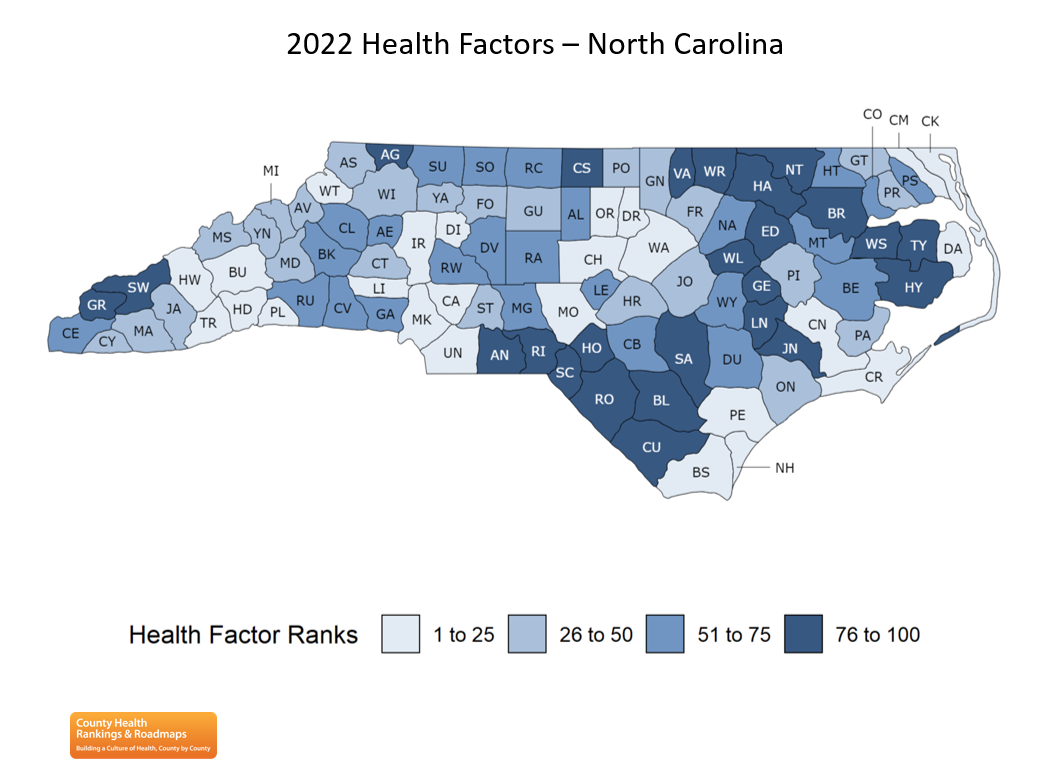 2022 Health Factors – North Carolina
CO
CM
CK
MI
AS
AG
SU
SO
RC
CS
PO
GN
VA
WR
HA
NT
HT
GT
PS
PR
WT
WI
YA
FO
GU
AL
OR
DR
FR
NA
ED
BR
AV
MS
YN
CL
AE
IR
DI
DV
RA
CH
WA
WL
MT
WS
TY
DA
MD
BK
CT
RW
HW
BU
SW
GR
LI
CA
ST
MG
MO
LE
HR
JO
WY
GE
PI
BE
HY
RU
CV
GA
JA
TR
HD
PL
MK
CE
CY
MA
UN
AN
RI
SC
HO
CB
SA
DU
LN
JN
CN
PA
CR
ON
RO
BL
PE
CU
BS
NH
Health Factor Ranks
1 to 25
26 to 50
51 to 75
76 to 100
County Health
Rankings & Roadmaps
Building a Culture of Health, County by County